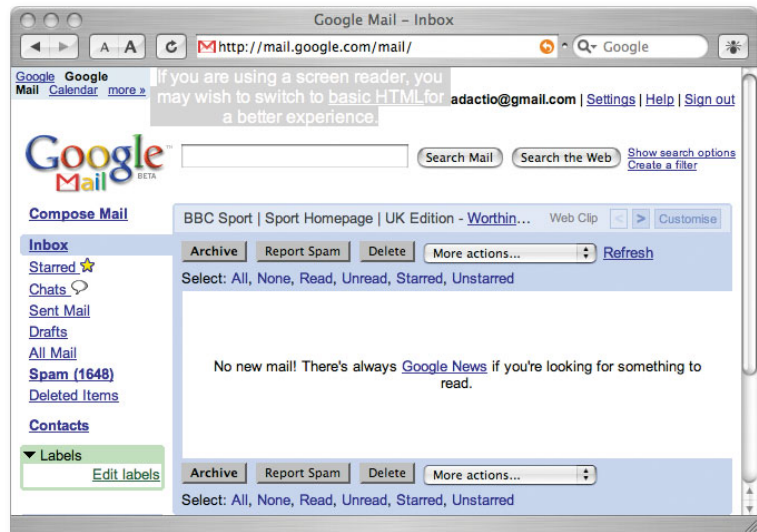 Google Mail – Inbox
A A http://mail.google.com/mail/ Google
Google Google
Mail Calendar more »
If you are using a screen reader, you
may wish to switch to basic HTMLfor
a better experience.
adactio@gmail.com | Settings | Help | Sign out
Google™
Mail BETA
Search Mail Search the Web Show search options
Create a filter
Compose Mail
Inbox
Starred
Chats
Sent Mail
Drafts
All Mail
Spam (1648)
Deleted Items
Contacts
Labels
Edit labels
BBC Sport | Sport Homepage | UK Edition - Worthin... Web Clip < > Customise
Archive Report Spam Delete More actions... Refresh
Select: All, None, Read, Unread, Starred, Unstarred
No new mail! There's always Google News if you're looking for something to
read.
Archive Report Spam Delete More actions...
Select: All, None, Read, Unread, Starred, Unstarred